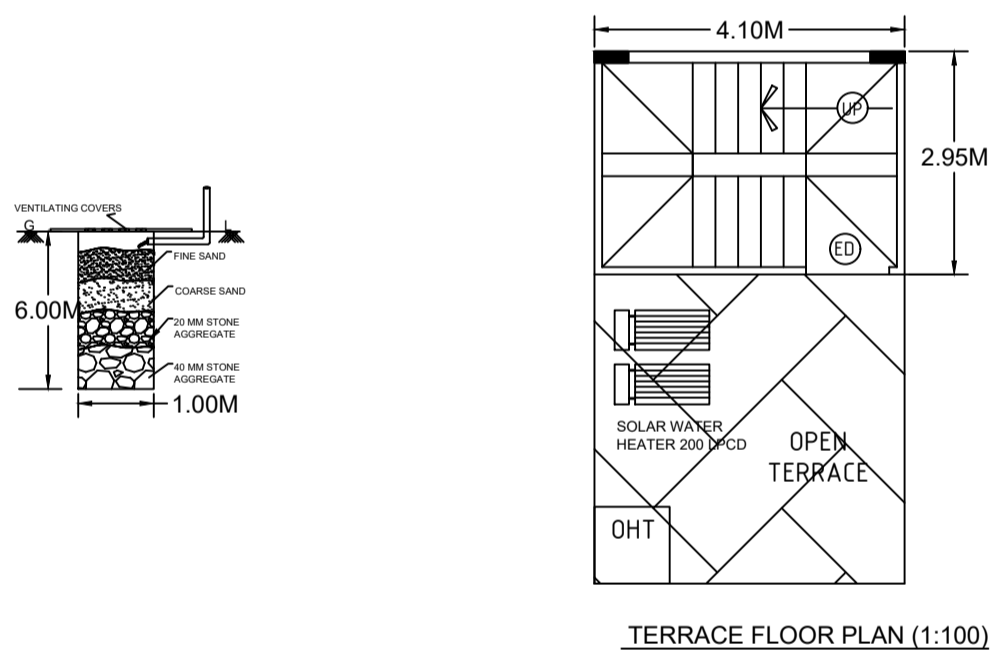 VENTILATING COVERS
G
L
FINE SAND
COARSE SAND
6.00M
20 MM STONE
AGGREGATE
40 MM STONE
AGGREGATE
1.00M
4.10M
UP
2.95M
ED
SOLAR WATER
HEATER 200 LPCD
OPEN
TERRACE
OHT
TERRACE FLOOR PLAN (1:100)